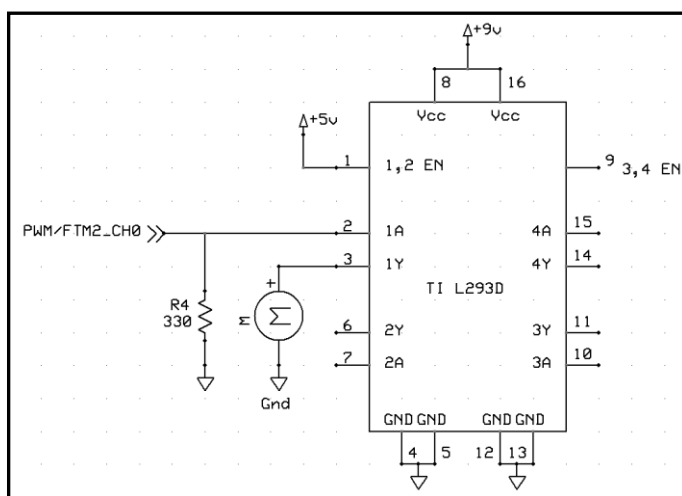 +9v
8 16
Vcc Vcc
+5v
1 1,2 EN
9 3,4 EN
PWM/FTM2_CH0
2 1A
4A 15
3 1Y
4Y 14
TI L293D
+
M
R4
330
6 2Y
3Y 11
7 2A
3A 10
Gnd
GND GND GND GND
4 5 12 13